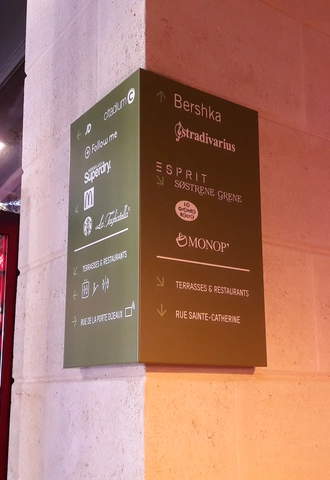 citadium C
JD
Follow me
Superdry.
M
La Tagliatella
TERRASSES & RESTAURANTS
RUE DE LA PORTE DIJEAUX
Bershka
Stradivarius
ESPRIT
SØSTRENE GRENE
MONOP'
TERRASSES & RESTAURANTS
RUE SAINTE-CATHERINE